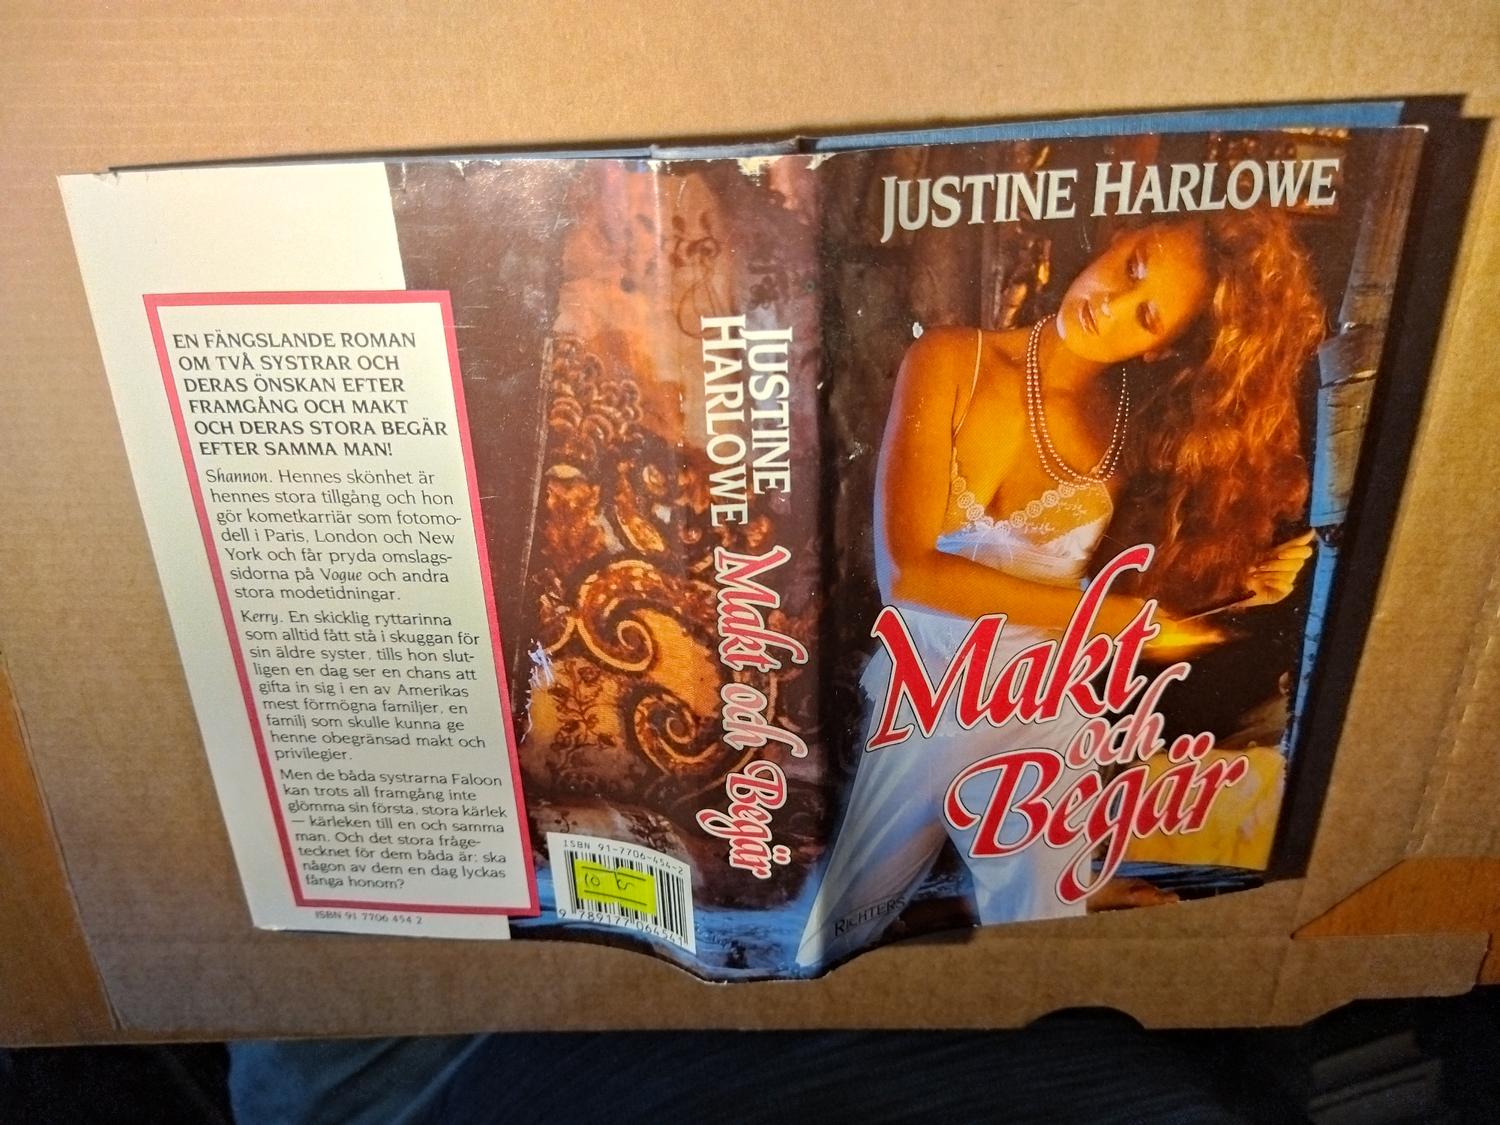 EN FÄNGSLANDE ROMAN
OM TVÅ SYSTRAR OCH
DERAS ÖNSKAN EFTER
FRAMGÅNG OCH MAKT
OCH DERAS STORA BEGÄR
EFTER SAMMA MAN!
Shannon. Hennes skönhet är
hennes stora tillgång och hon
gör kometkarriär som fotomo-
dell i Paris, London och New
York och får pryda omslags-
sidorna på Vogue och andra
stora modetidningar.
Kerry. En skicklig ryttarinna
som alltid fått stå i skuggan för
sin äldre syster, tills hon slut-
ligen en dag ser en chans att
gifta in sig i en av Amerikas
mest förmögna familjer, en
familj som skulle kunna ge
henne obegränsad makt och
privilegier.
Men de båda systrarna Faloon
kan trots all framgång inte
glömma sin första, stora kärlek
— kärleken till en och samma
man. Och det stora fråge-
tecknet för dem båda är: ska
någon av dem en dag lyckas
fånga honom?
ISBN 91 7706 454 2
ISBN 91-7706-454-2
9 789177 064541
JUSTINE
HARLOWE
Makt och Begär
JUSTINE HARLOWE
Makt
och
Begär
RICHTERS